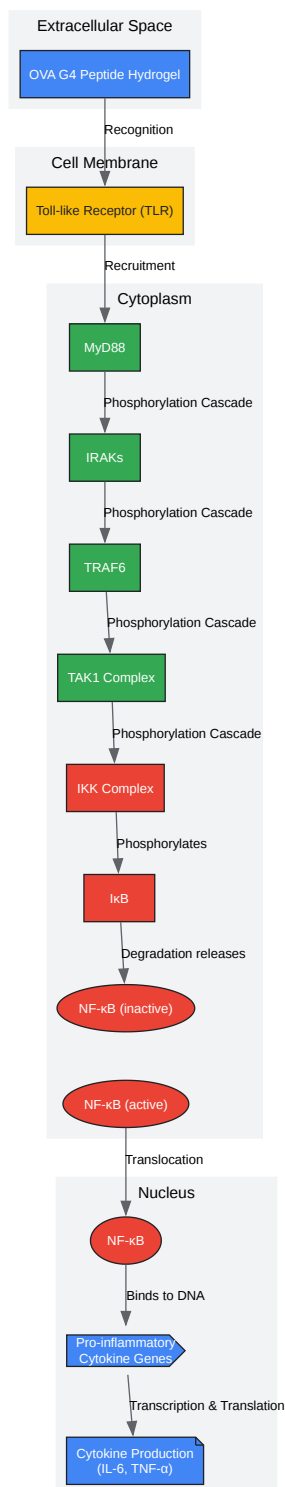 Extracellular Space
OVA G4 Peptide Hydrogel
Recognition
Cell Membrane
Toll-like Receptor (TLR)
Recruitment
Cytoplasm
MyD88
Phosphorylation Cascade
IRAKs
Phosphorylation Cascade
TRAF6
Phosphorylation Cascade
TAK1 Complex
Phosphorylation Cascade
IKK Complex
Phosphorylates
IκB
Degradation releases
NF-κB (inactive)
NF-κB (active)
Translocation
Nucleus
NF-κB
Binds to DNA
Pro-inflammatory
Cytokine Genes
Transcription & Translation
Cytokine Production
(IL-6, TNF-α)